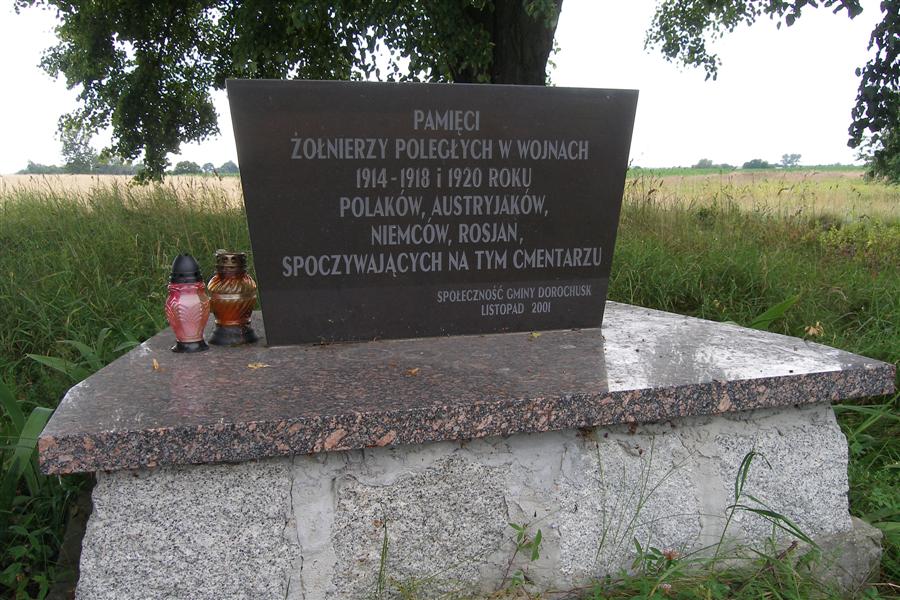 PAMIĘCI
ŻOŁNIERZY POLEGŁYCH W WOJNACH
1914-1918 i 1920 ROKU
POLAKÓW, AUSTRYJAKÓW,
NIEMCÓW, ROSJAN,
SPOCZYWAJĄCYCH NA TYM CMENTARZU
SPOŁECZNOŚĆ GMINY DOROCHUSK
LISTOPAD 2001